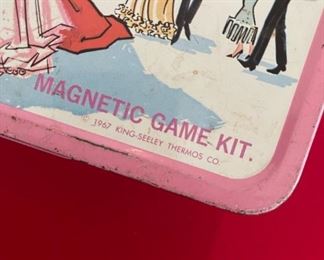 MAGNETIC GAME KIT.
© 1967 KING-SEELEY THERMOS CO.